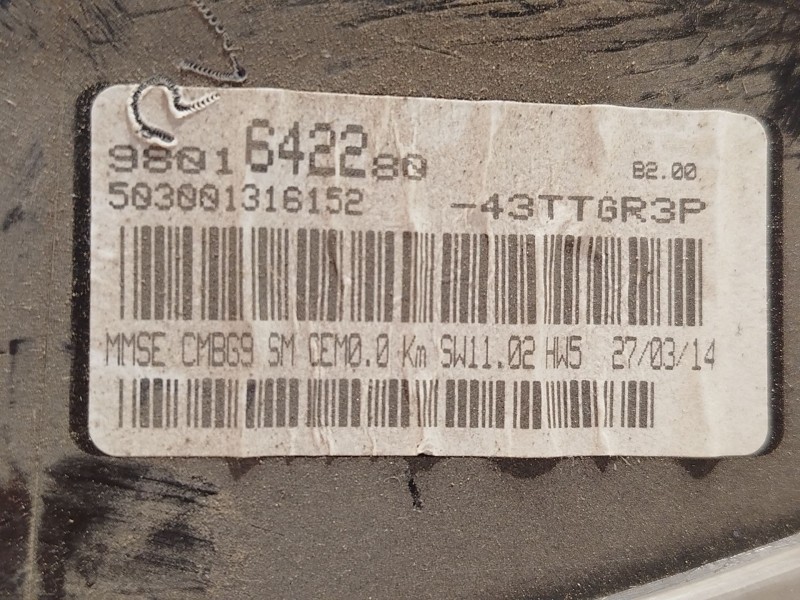 9801642280 B2.00
503001316152 -43TTGR3P
MMSE CMBG9 SM CEM0.0 Km SW11.02 HW5 27/03/14